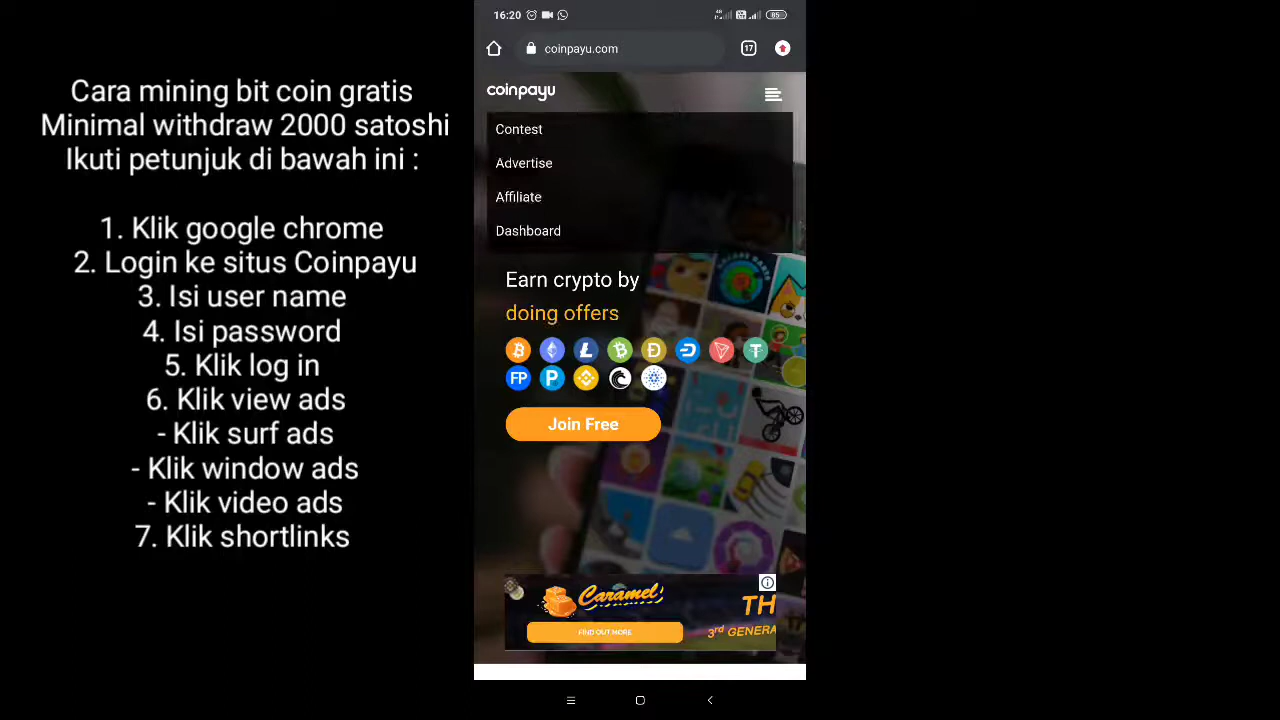 Cara mining bit coin gratis
Minimal withdraw 2000 satoshi
Ikuti petunjuk di bawah ini :
1. Klik google chrome
2. Login ke situs Coinpayu
3. Isi user name
4. Isi password
5. Klik log in
6. Klik view ads
- Klik surf ads
- Klik window ads
- Klik video ads
7. Klik shortlinks
16:20
85
coinpayu.com
17
coinpayu
Contest
Advertise
Affiliate
Dashboard
Earn crypto by
doing offers
FP
Join Free
Caramel
FIND OUT MORE
TH
3rd GENERA